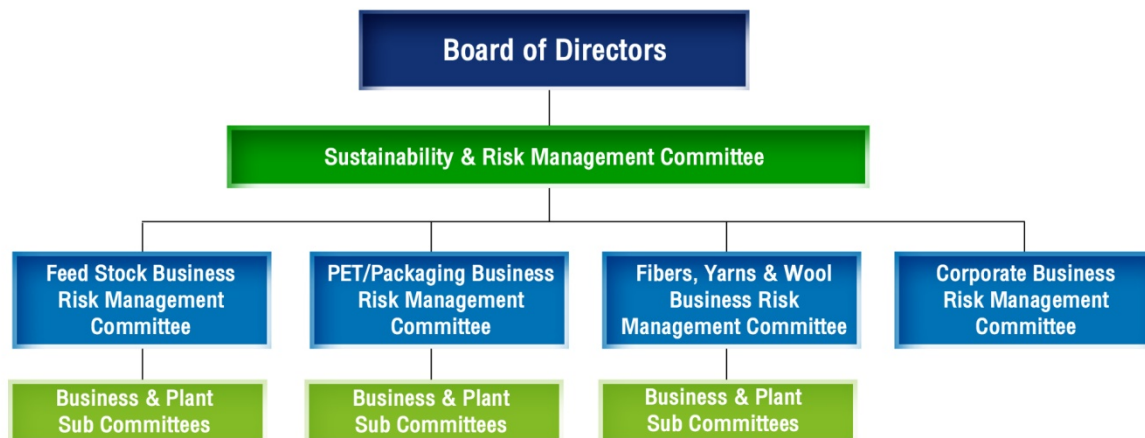 Board of Directors
Sustainability & Risk Management Committee
Feed Stock Business
Risk Management
Committee
PET/Packaging Business
Risk Management
Committee
Fibers, Yarns & Wool
Business Risk
Management Committee
Corporate Business
Risk Management
Committee
Business & Plant
Sub Committees
Business & Plant
Sub Committees
Business & Plant
Sub Committees